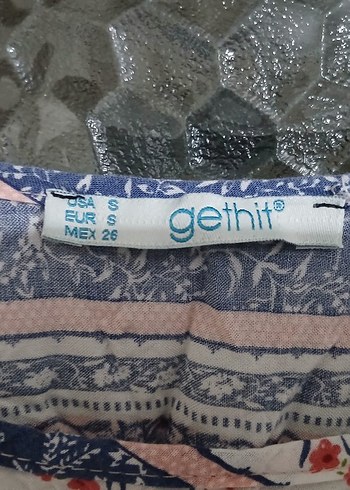 USA S
EUR S
MEX 26
gethit®